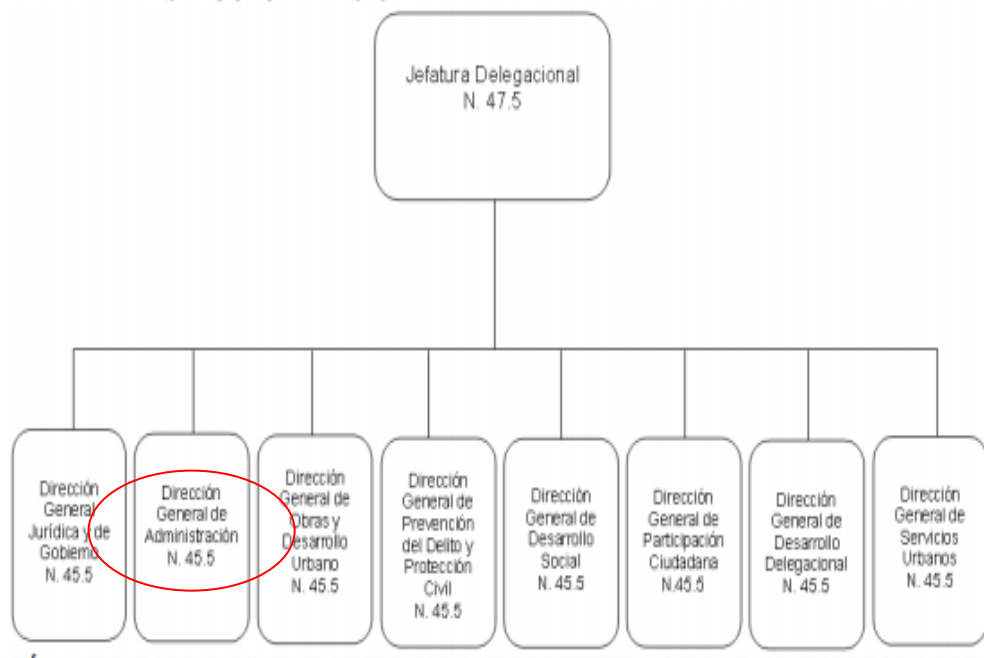 Jefatura Delegacional
N. 47.5
Dirección
General
Jurídica y de
Gobierno
N. 45.5
Dirección
General de
Administración
N. 45.5
Dirección
General de
Obras y
Desarrollo
Urbano
N. 45.5
Dirección
General de
Prevención
del Delito y
Protección
Civil
N. 45.5
Dirección
General de
Desarrollo
Social
N. 45.5
Dirección
General de
Participación
Ciudadana
N.45.5
Dirección
General de
Desarrollo
Delegacional
N. 45.5
Dirección
General de
Servicios
Urbanos
N. 45.5